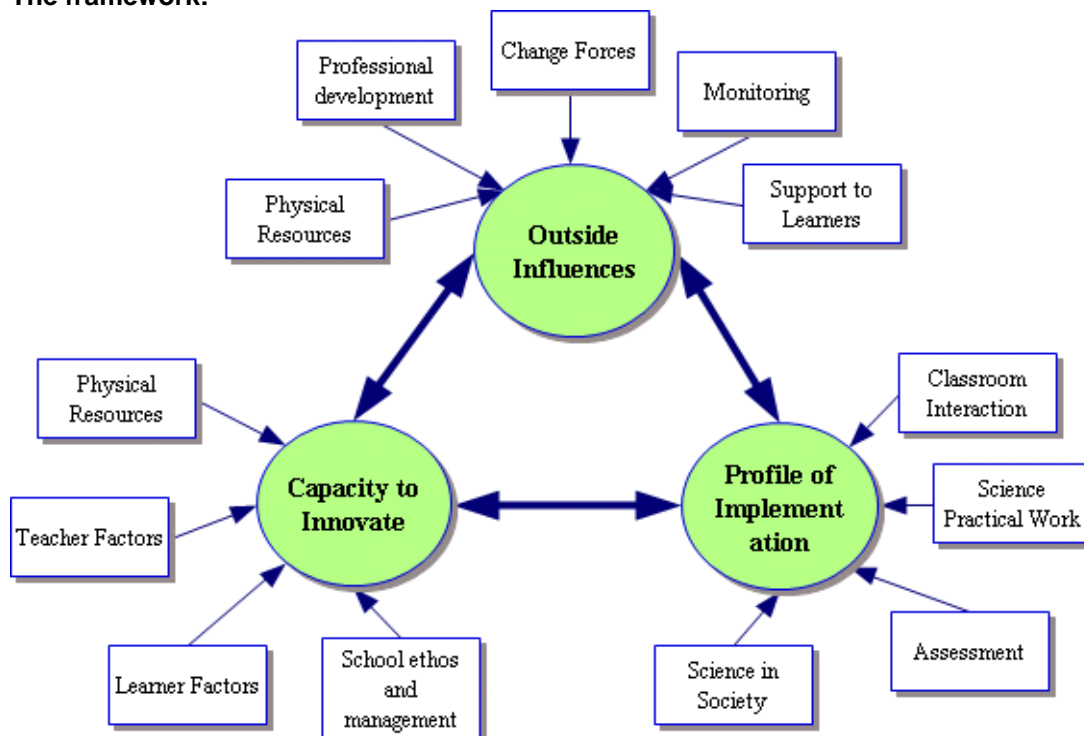 The framework:
Change Forces
Professional
development
Monitoring
Physical
Resources
Support to
Learners
Outside
Influences
Physical
Resources
Classroom
Interaction
Capacity to
Innovate
Profile of
Implement
ation
Science
Practical Work
Teacher Factors
Learner Factors
School ethos
and
management
Science in
Society
Assessment